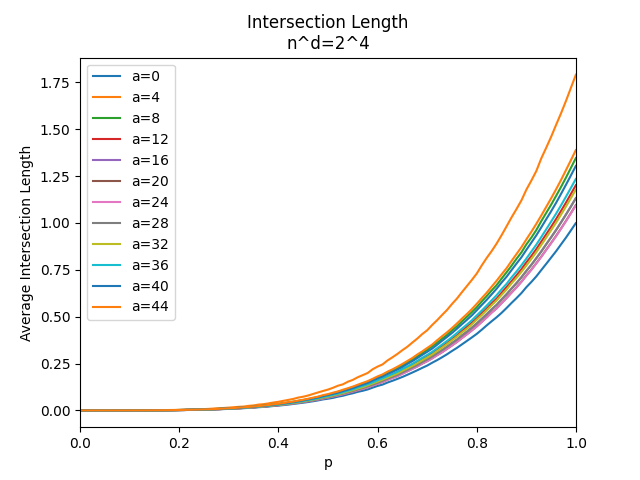 Intersection Length
n^d=2^4
Average Intersection Length
1.75
1.50
1.25
1.00
0.75
0.50
0.25
0.00
a=0
a=4
a=8
a=12
a=16
a=20
a=24
a=28
a=32
a=36
a=40
a=44
0.0 0.2 0.4 0.6 0.8 1.0
p